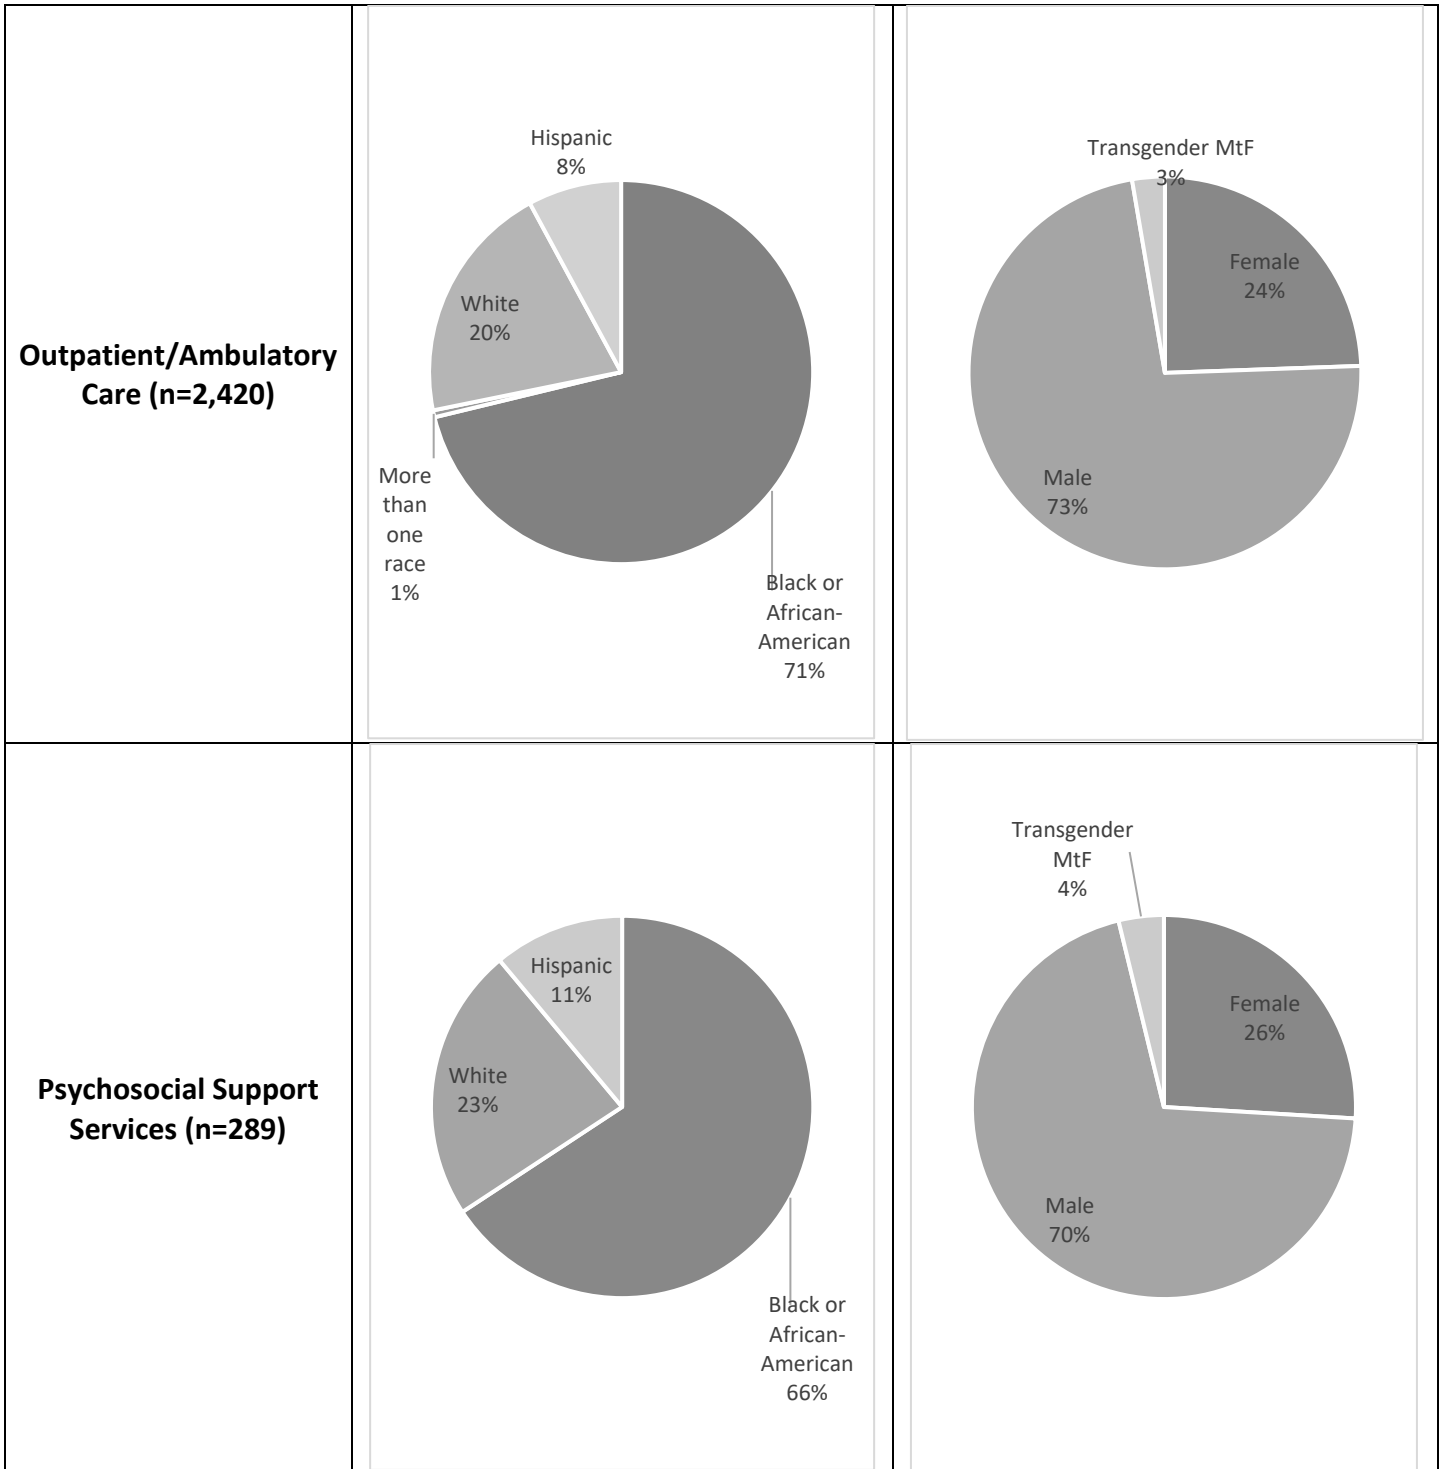 Outpatient/Ambulatory
Care (n=2,420)
Hispanic
8%
White
20%
More
than
one
race
1%
Black or
African-
American
71%
Transgender MtF
3%
Female
24%
Male
73%
Psychosocial Support
Services (n=289)
Hispanic
11%
White
23%
Black or
African-
American
66%
Transgender
MtF
4%
Female
26%
Male
70%